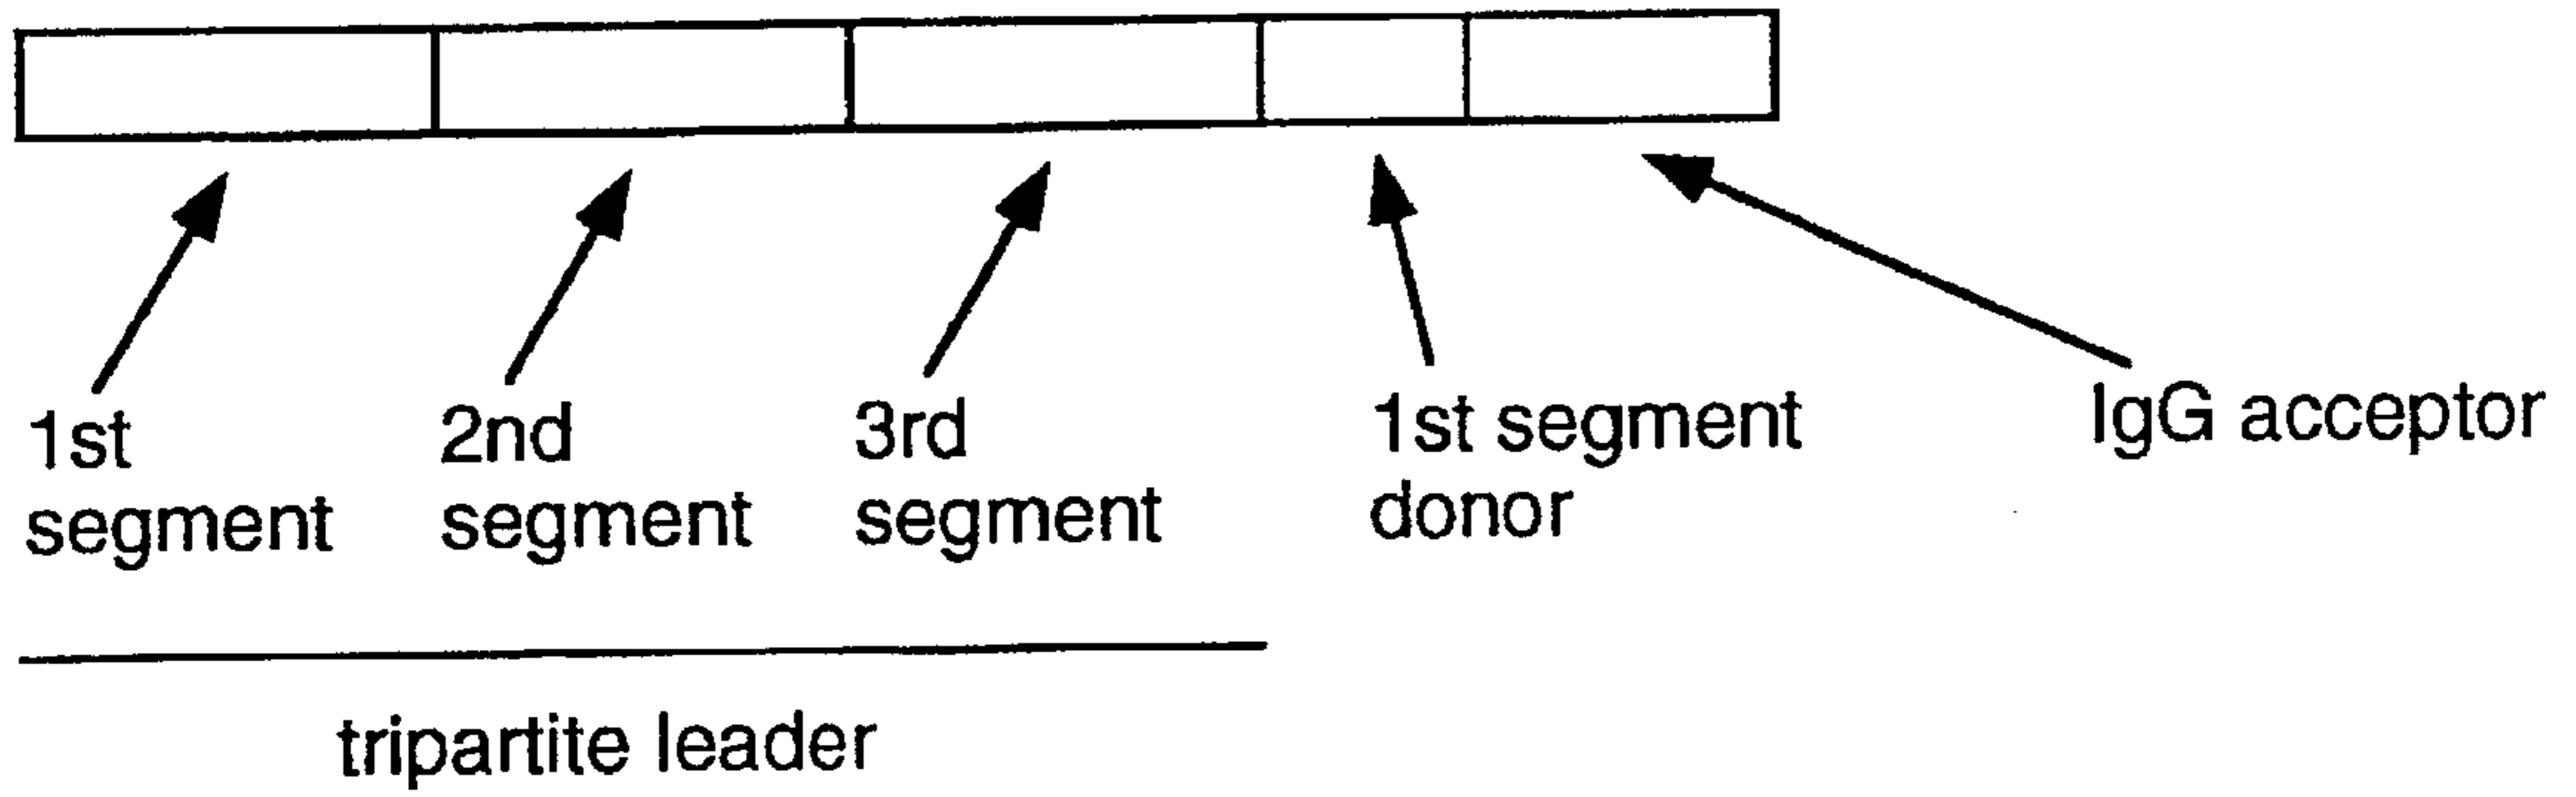 1st
segment
2nd
segment
3rd
segment
1st segment
donor
IgG acceptor
tripartite leader